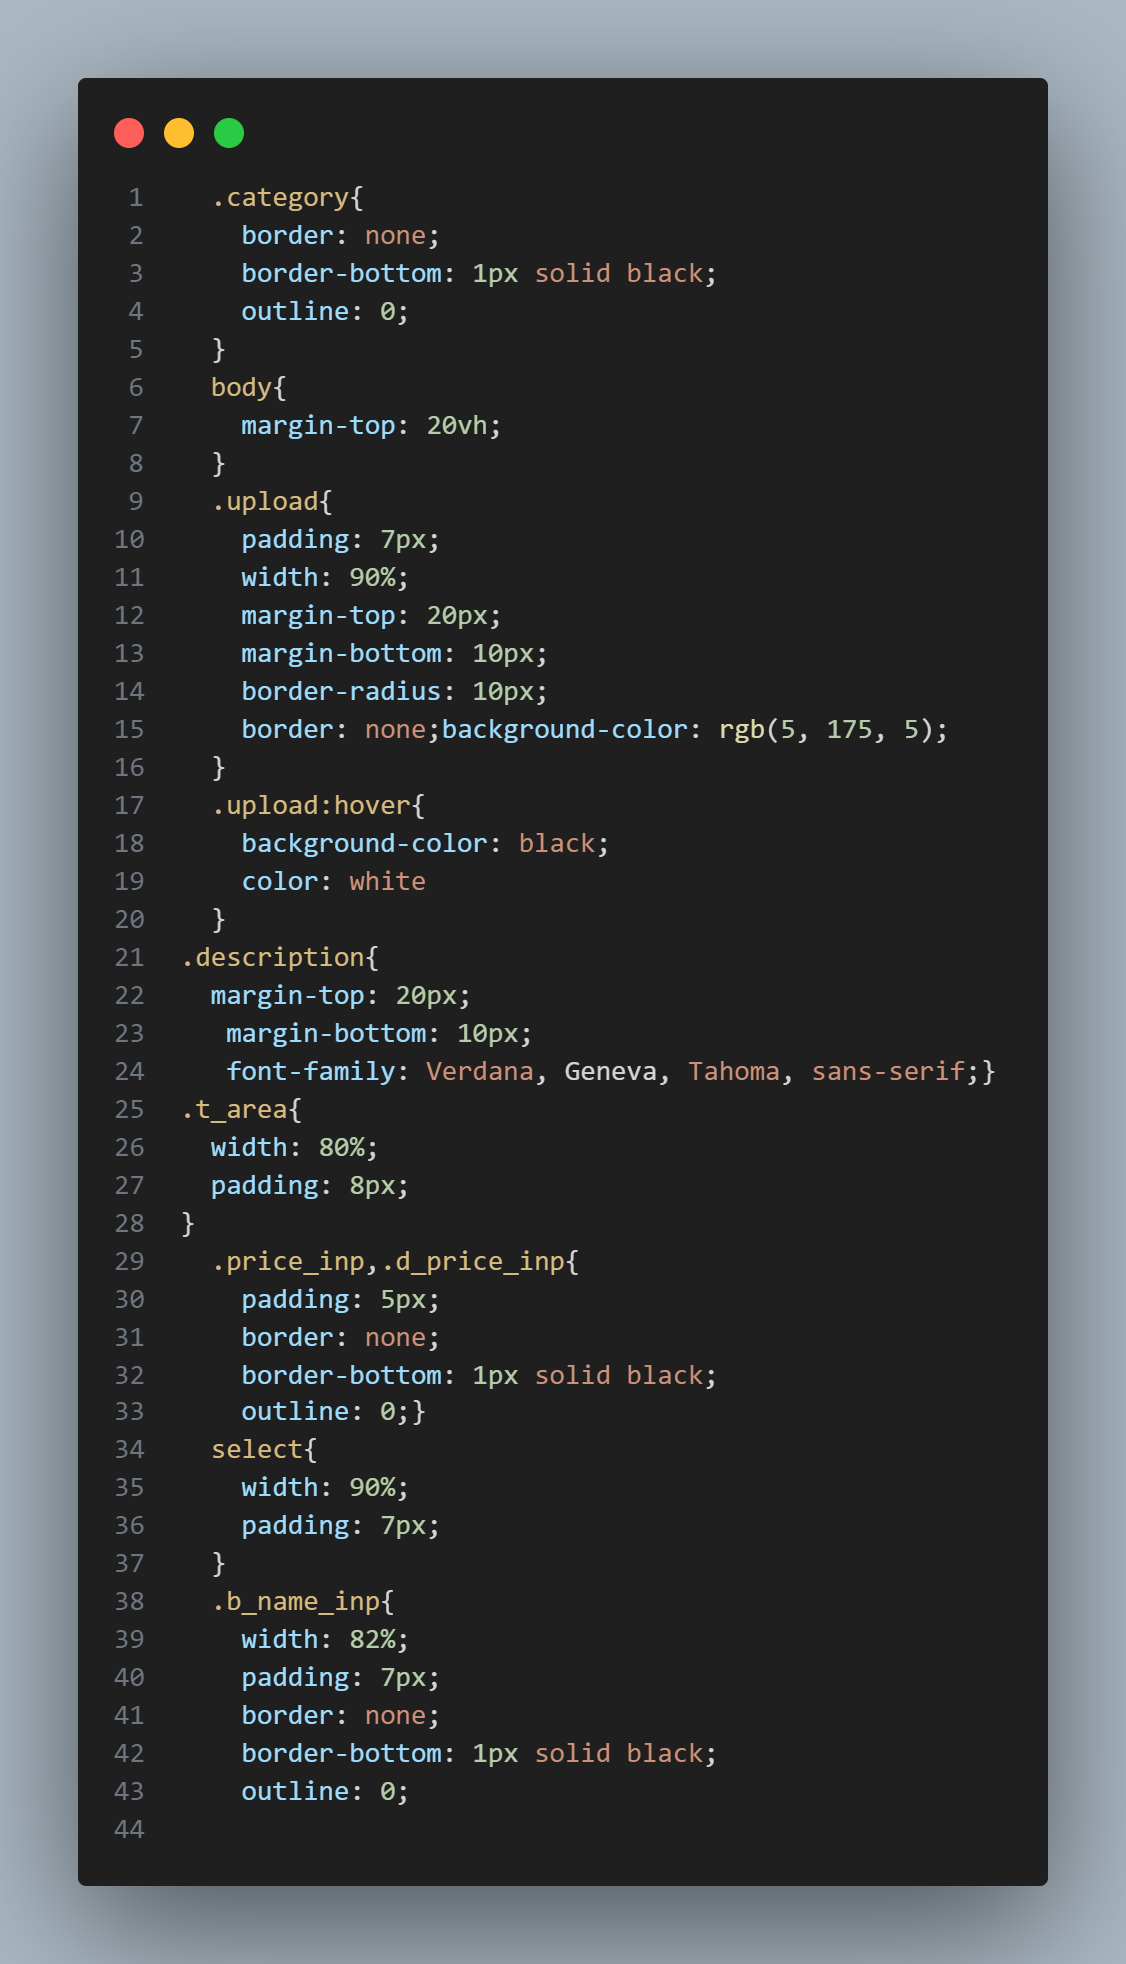 1    .category{
2      border: none;
3      border-bottom: 1px solid black;
4      outline: 0;
5    }
6    body{
7      margin-top: 20vh;
8    }
9    .upload{
10      padding: 7px;
11      width: 90%;
12      margin-top: 20px;
13      margin-bottom: 10px;
14      border-radius: 10px;
15      border: none;background-color: rgb(5, 175, 5);
16    }
17    .upload:hover{
18      background-color: black;
19      color: white
20    }
21  .description{
22    margin-top: 20px;
23     margin-bottom: 10px;
24     font-family: Verdana, Geneva, Tahoma, sans-serif;}
25  .t_area{
26    width: 80%;
27    padding: 8px;
28  }
29    .price_inp,.d_price_inp{
30      padding: 5px;
31      border: none;
32      border-bottom: 1px solid black;
33      outline: 0;}
34    select{
35      width: 90%;
36      padding: 7px;
37    }
38    .b_name_inp{
39      width: 82%;
40      padding: 7px;
41      border: none;
42      border-bottom: 1px solid black;
43      outline: 0;
44